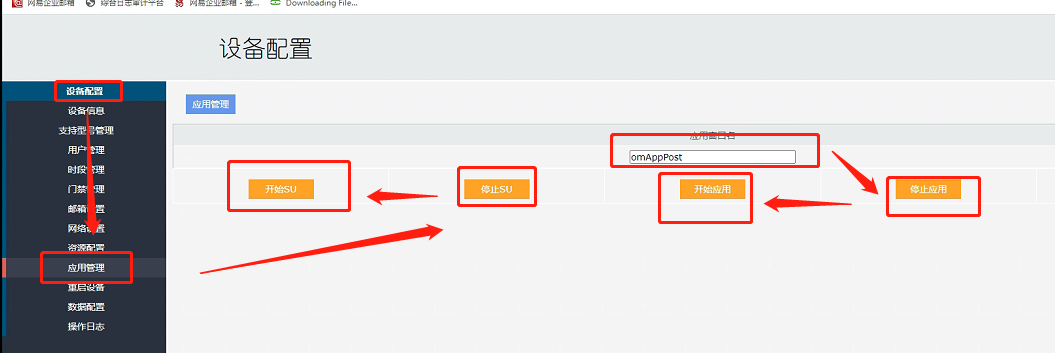 网易企业邮箱 综合日志审计平台 网易企业邮箱 - 登... Downloading File...
设备配置
设备配置
设备信息
支持型号管理
用户管理
时段管理
门禁管理
邮箱配置
网络设置
资源配置
应用管理
重启设备
数据配置
操作日志
应用管理
应用窗口名
omAppPost
开始SU 停止SU 开始应用 停止应用